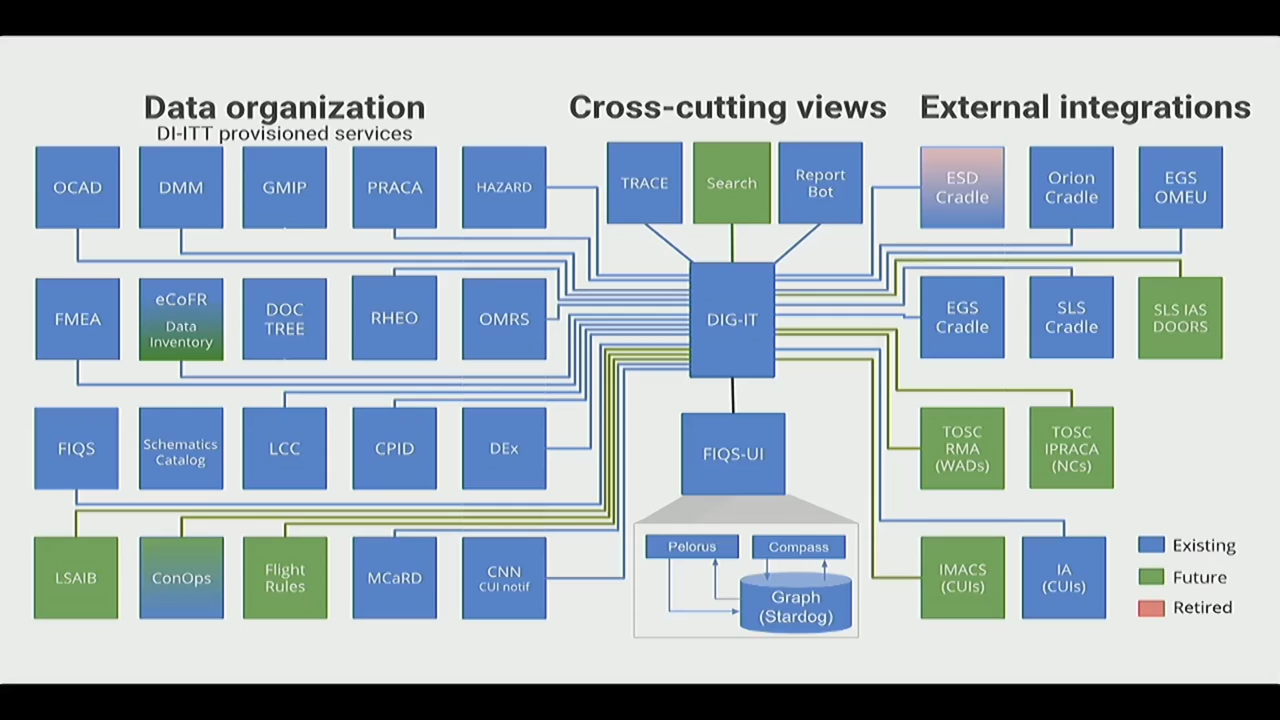 Data organization
DI-ITT provisioned services
Cross-cutting views
External integrations
OCAD
DMM
GMIP
PRACA
HAZARD
TRACE
Search
Report
Bot
ESD
Cradle
Orion
Cradle
EGS
OMEU
FMEA
eCoFR
Data
Inventory
DOC
TREE
RHEO
OMRS
DIG-IT
EGS
Cradle
SLS
Cradle
SLS IAS
DOORS
FIQS
Schematics
Catalog
LCC
CPID
DEx
FIQS-UI
TOSC
RMA
(WADs)
TOSC
IPRACA
(NCs)
LSAIB
ConOps
Flight
Rules
MCaRD
CNN
CUI notif
Pelorus
Compass
Graph
(Stardog)
IMACS
(CUIs)
IA
(CUIs)
Existing
Future
Retired